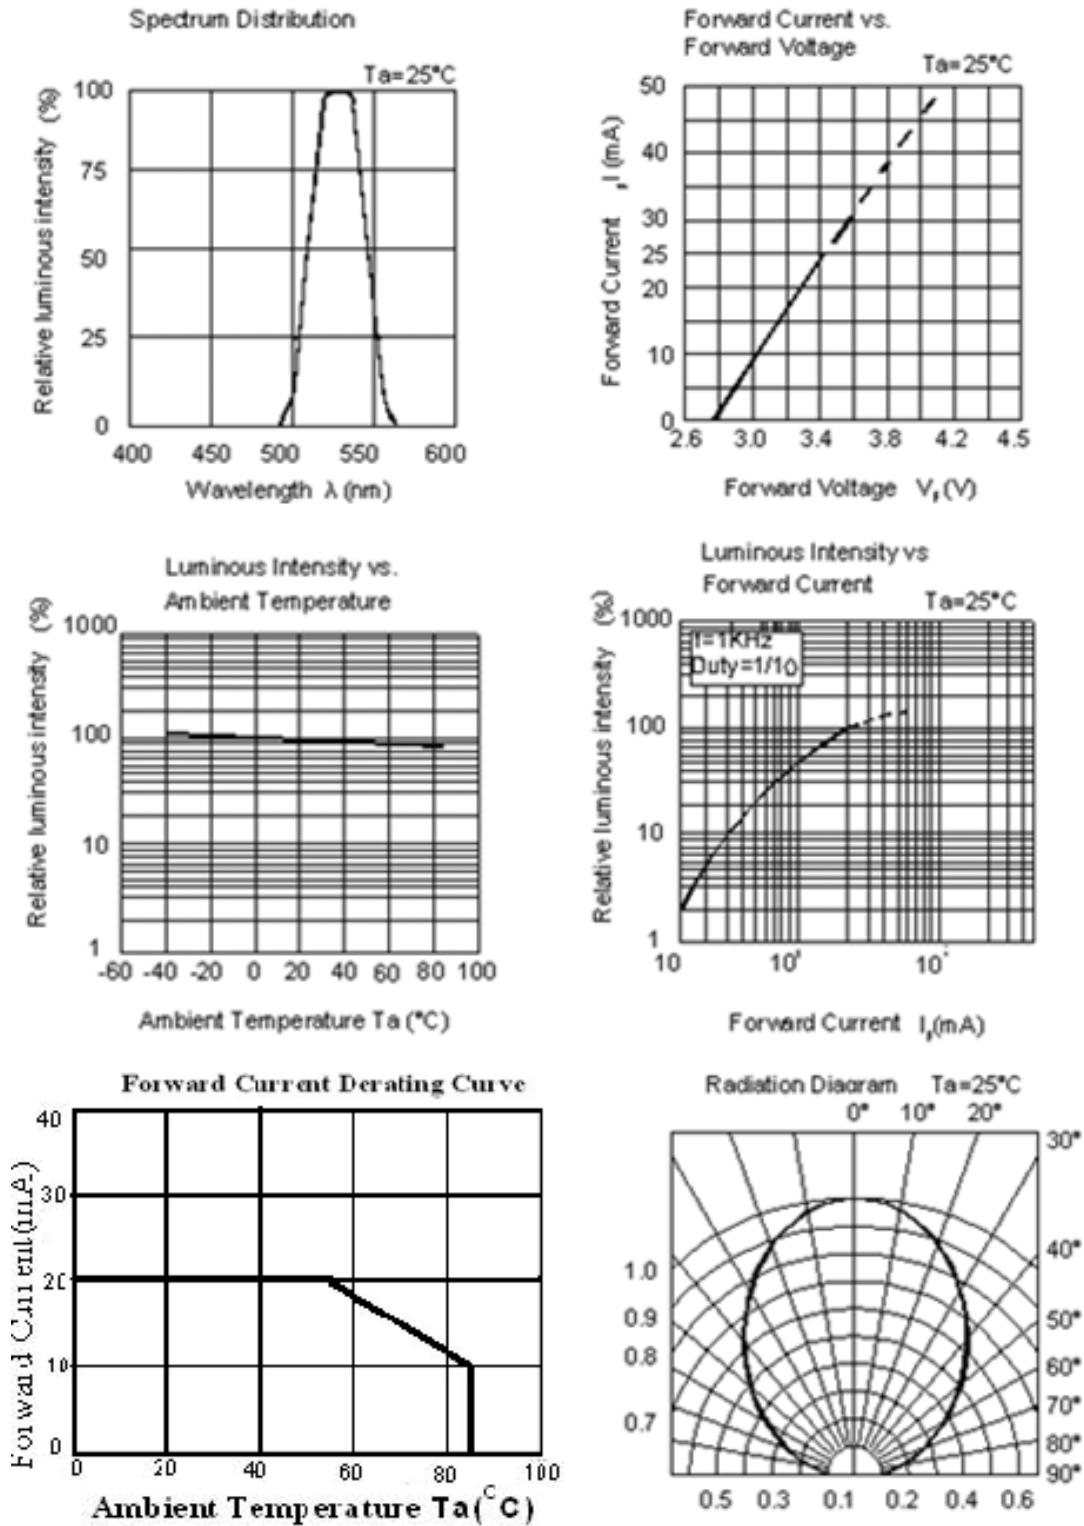 Spectrum Distribution
Ta=25°C
Relative luminous intensity (%)
100
75
50
25
0
400 450 500 550 600
Wavelength λ (nm)
Forward Current vs.
Forward Voltage
Ta=25°C
Forward Current I (mA)
50
40
30
25
20
10
0
2.6 3.0 3.4 3.8 4.2 4.5
Forward Voltage VF (V)
Luminous Intensity vs.
Ambient Temperature
Relative luminous intensity (%)
1000
100
10
1
-60 -40 -20 0 20 40 60 80 100
Ambient Temperature Ta (°C)
Luminous Intensity vs
Forward Current
Ta=25°C
Relative luminous intensity (%)
1000
f=1KHz
Duty=1/10
100
10
1
10
Forward Current IF(mA)
Forward Current Derating Curve
Forward Current(mA)
40
30
20
10
0
0 20 40 60 80 100
Ambient Temperature Ta(°C)
Radiation Diagram Ta=25°C
0° 10° 20°
30°
40°
50°
60°
70°
80°
90°
1.0
0.9
0.8
0.7
0.5 0.3 0.1 0.2 0.4 0.6